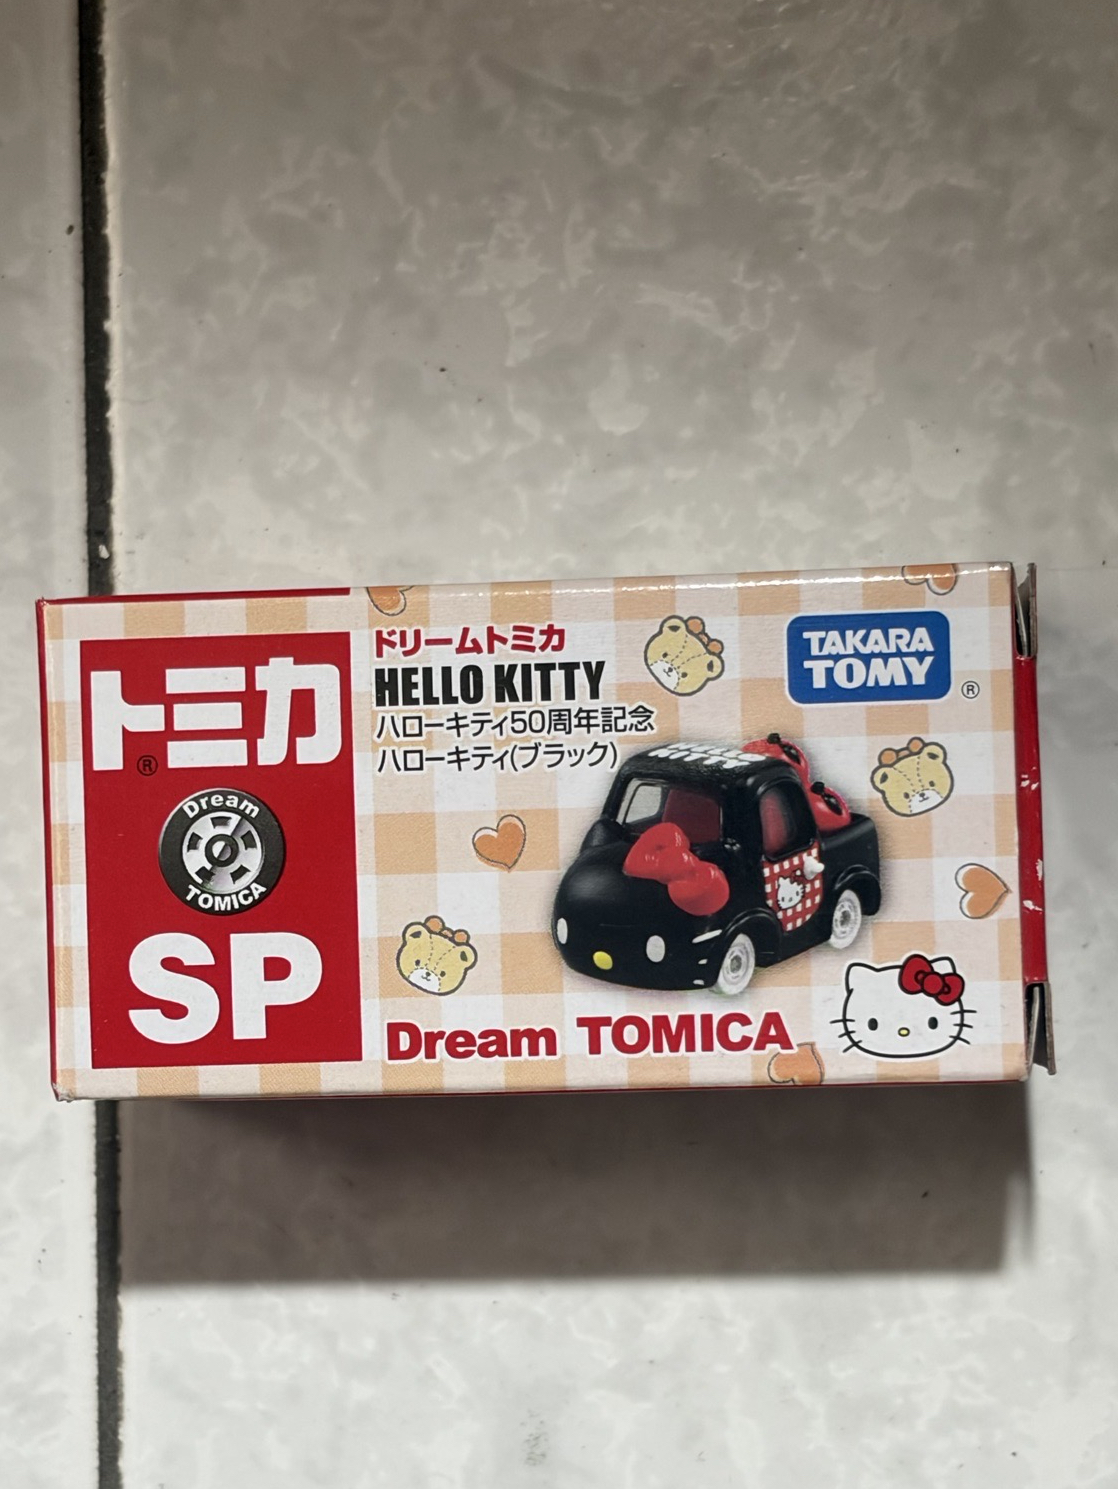 トミカ
®
Dream
TOMICA
SP
ドリームトミカ
HELLO KITTY
ハローキティ50周年記念
ハローキティ(ブラック)
TAKARA
TOMY
®
Dream TOMICA